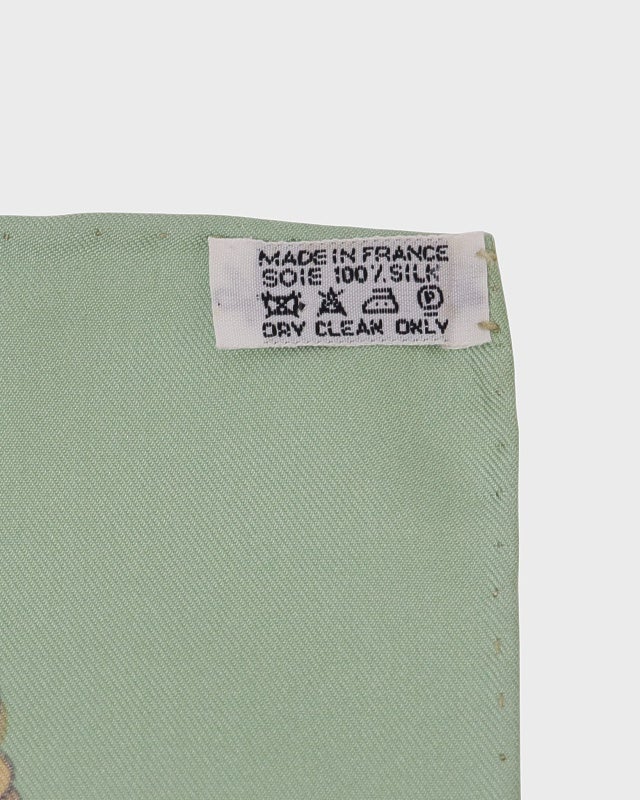 MADE IN FRANCE
SOIE 100% SILK
P
DRY CLEAN ONLY